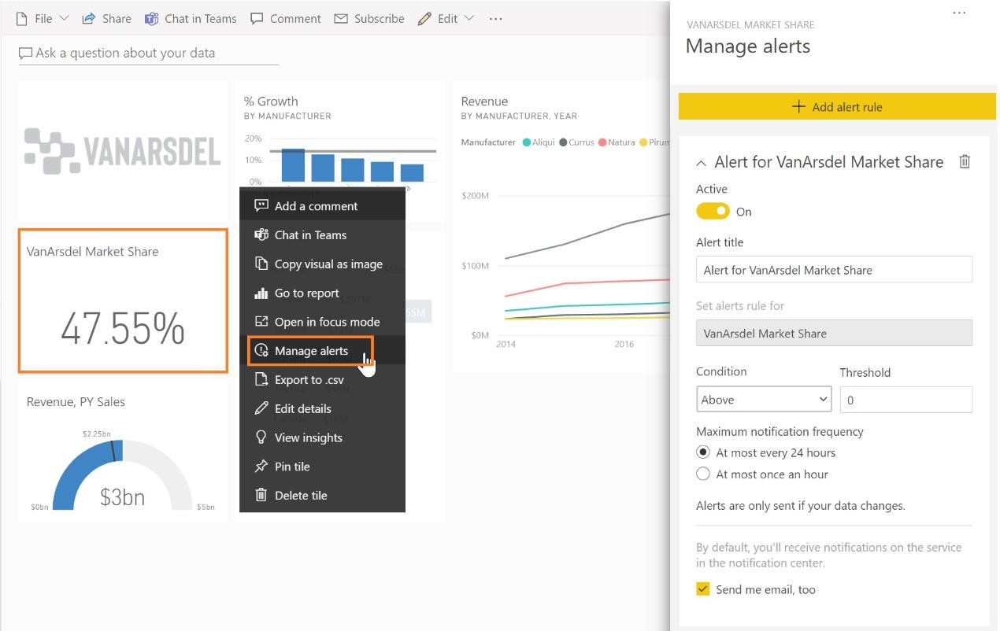 File
Share
Chat in Teams
Comment
Subscribe
Edit
Ask a question about your data
VANARSDEL
% Growth
BY MANUFACTURER
20%
10%
0%
Revenue
BY MANUFACTURER, YEAR
Manufacturer Aliqui Currus Natura Pirum
$200M
$100M
$0M
2014
2016
VanArsdel Market Share
47.55%
Revenue, PY Sales
$2.25bn
$3bn
$0bn
$5bn
Add a comment
Chat in Teams
Copy visual as image
Go to report
Open in focus mode
Manage alerts
Export to .csv
Edit details
View insights
Pin tile
Delete tile
55M
VANARSDEL MARKET SHARE
Manage alerts
Add alert rule
Alert for VanArsdel Market Share
Active
On
Alert title
Alert for VanArsdel Market Share
Set alerts rule for
VanArsdel Market Share
Condition
Threshold
Above
0
Maximum notification frequency
At most every 24 hours
At most once an hour
Alerts are only sent if your data changes.
By default, you'll receive notifications on the service
in the notification center.
Send me email, too